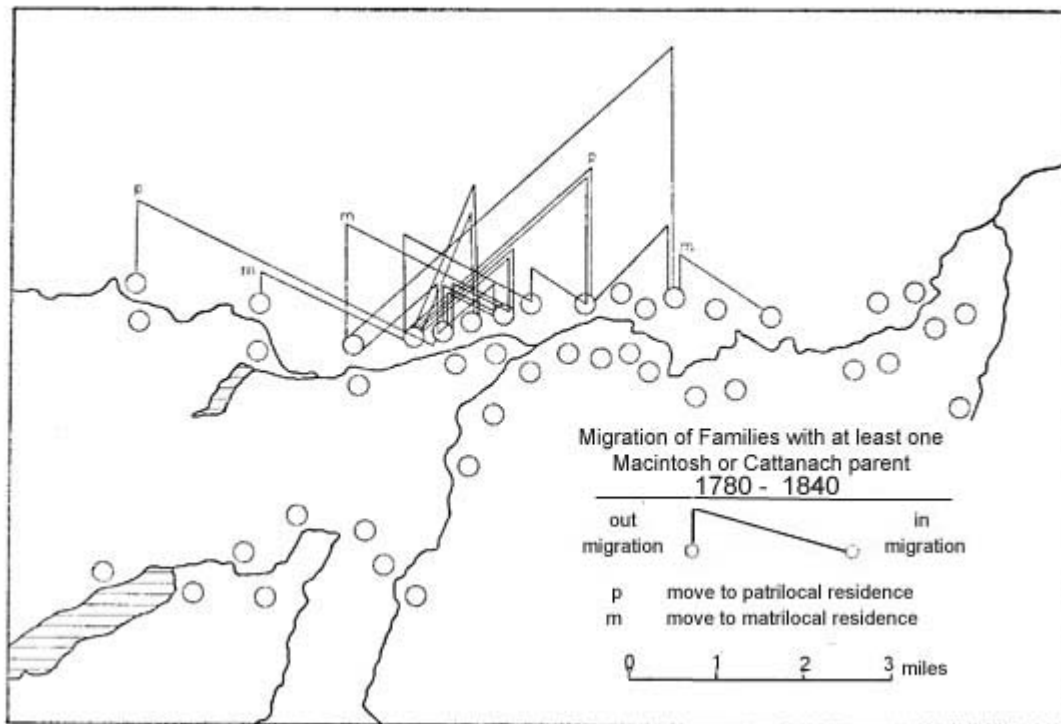 p
p
m
m
m
Migration of Families with at least one
Macintosh or Cattanach parent
1780 - 1840
out migration
in migration
p move to patrilocal residence
m move to matrilocal residence
0 1 2 3 miles